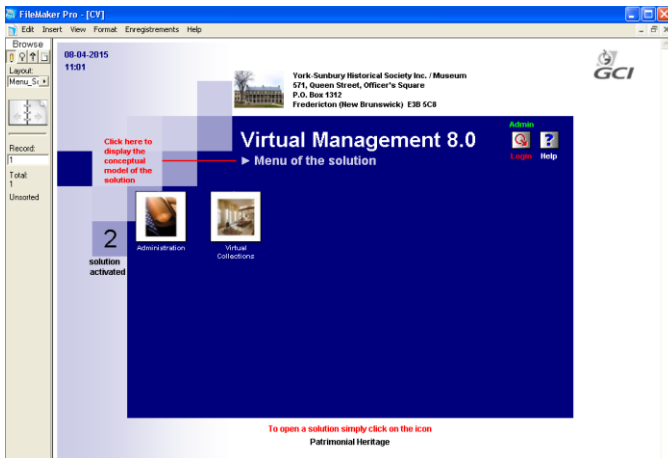 FileMaker Pro - [CV]
Edit Insert View Format Enregistrements Help
Browse
Layout:
Menu_Sc
Record:
1
Total:
1
Unsorted
08-04-2015
11:01
York-Sunbury Historical Society Inc. / Museum
571, Queen Street, Officer's Square
P.O. Box 1312
Fredericton (New Brunswick) E3B 5C8
GCI
Click here to
display the
conceptual
model of the
solution
Virtual Management 8.0
► Menu of the solution
Admin
Login Help
2
solution
activated
Administration
Virtual
Collections
To open a solution simply click on the icon
Patrimonial Heritage